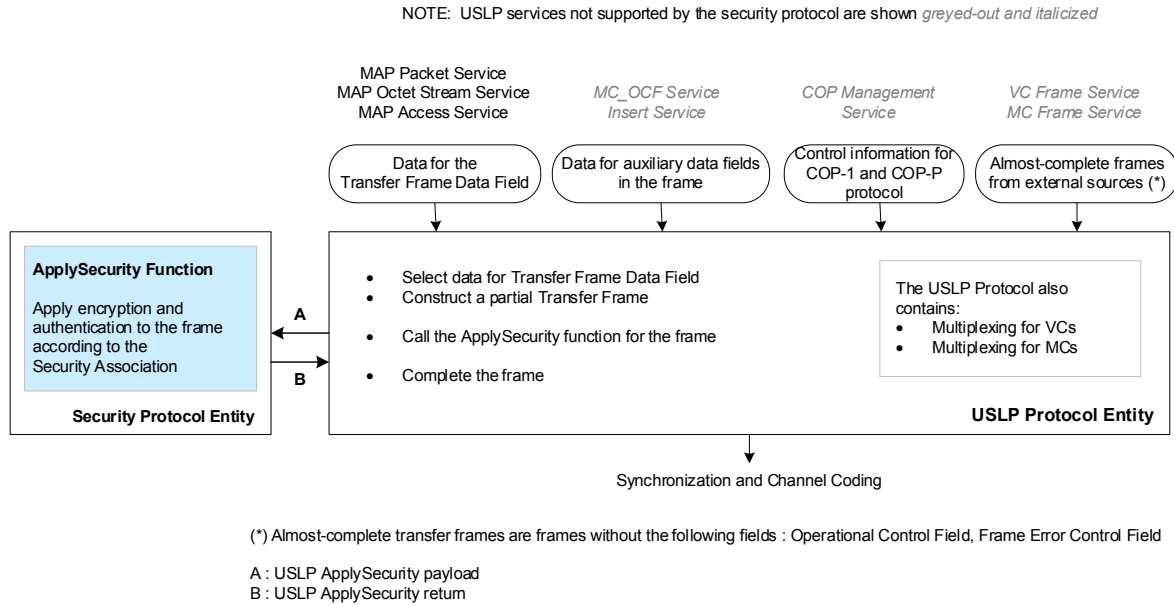 NOTE: USLP services not supported by the security protocol are shown greyed-out and italicized
MAP Packet Service
MAP Octet Stream Service
MAP Access Service
MC_OCF Service
Insert Service
COP Management
Service
VC Frame Service
MC Frame Service
Data for the
Transfer Frame Data Field
Data for auxiliary data fields
in the frame
Control information for
COP-1 and COP-P
protocol
Almost-complete frames
from external sources (*)
ApplySecurity Function
Apply encryption and
authentication to the frame
according to the
Security Association
Security Protocol Entity
A
B
• Select data for Transfer Frame Data Field
• Construct a partial Transfer Frame
• Call the ApplySecurity function for the frame
• Complete the frame
The USLP Protocol also
contains:
• Multiplexing for VCs
• Multiplexing for MCs
USLP Protocol Entity
Synchronization and Channel Coding
(*) Almost-complete transfer frames are frames without the following fields : Operational Control Field, Frame Error Control Field
A : USLP ApplySecurity payload
B : USLP ApplySecurity return